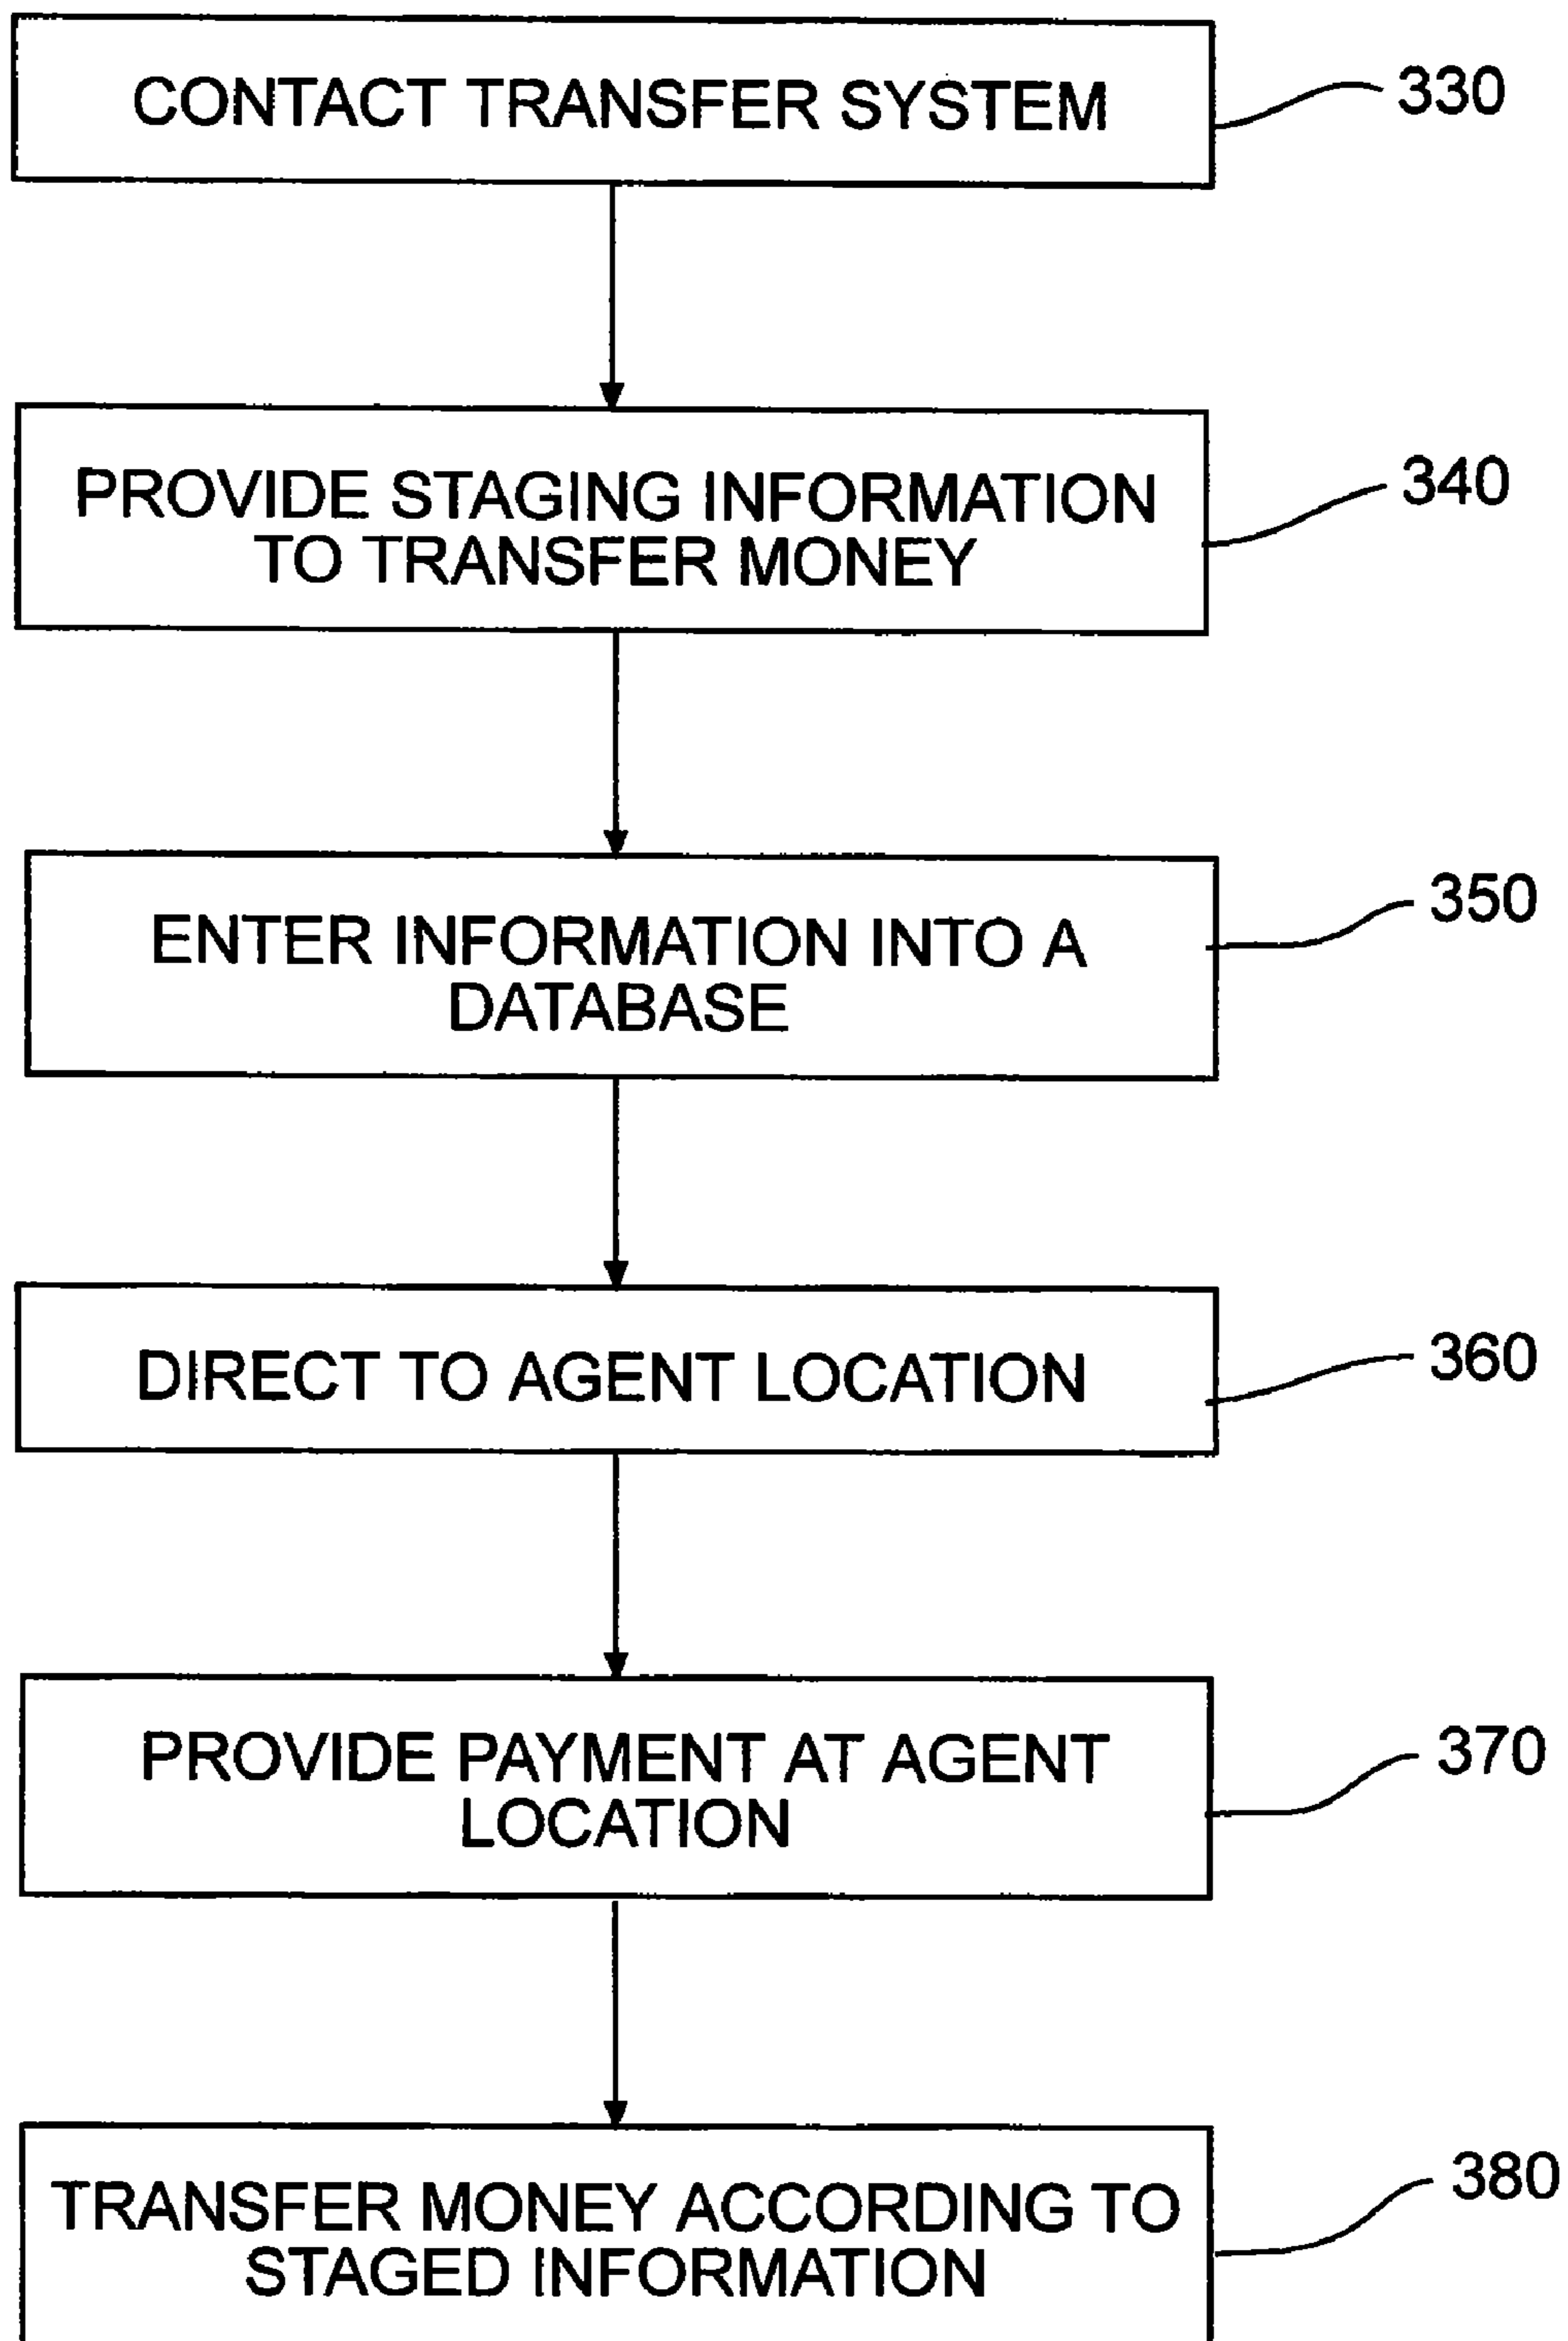 CONTACT TRANSFER SYSTEM
330
PROVIDE STAGING INFORMATION
TO TRANSFER MONEY
340
ENTER INFORMATION INTO A
DATABASE
350
DIRECT TO AGENT LOCATION
360
PROVIDE PAYMENT AT AGENT
LOCATION
370
TRANSFER MONEY ACCORDING TO
STAGED INFORMATION
380